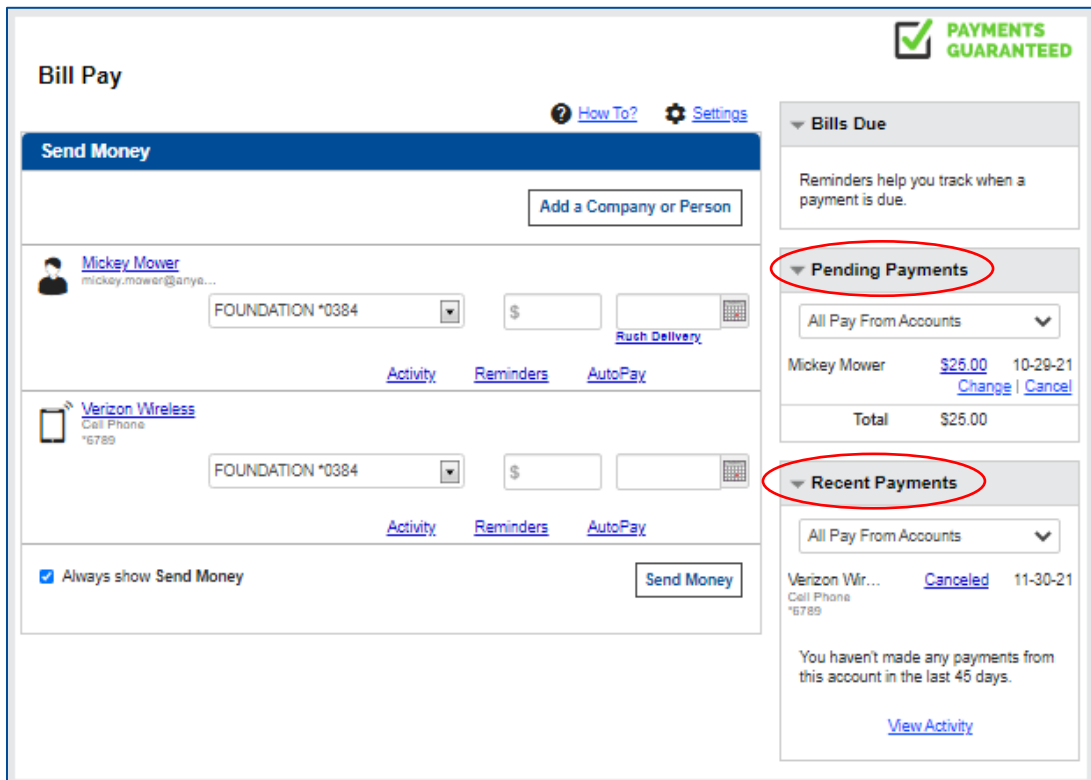 PAYMENTS
GUARANTEED
Bill Pay
How To? Settings
Send Money
Add a Company or Person
Mickey Mower
mickey.mower@anye...
FOUNDATION *0384 $
Rush Delivery
Activity Reminders AutoPay
Verizon Wireless
Cell Phone
*6789
FOUNDATION *0384 $
Activity Reminders AutoPay
Always show Send Money Send Money
Bills Due
Reminders help you track when a
payment is due.
Pending Payments
All Pay From Accounts
Mickey Mower $25.00 10-29-21
Change | Cancel
Total $25.00
Recent Payments
All Pay From Accounts
Verizon Wir... Canceled 11-30-21
Cell Phone
*6789
You haven't made any payments from
this account in the last 45 days.
View Activity